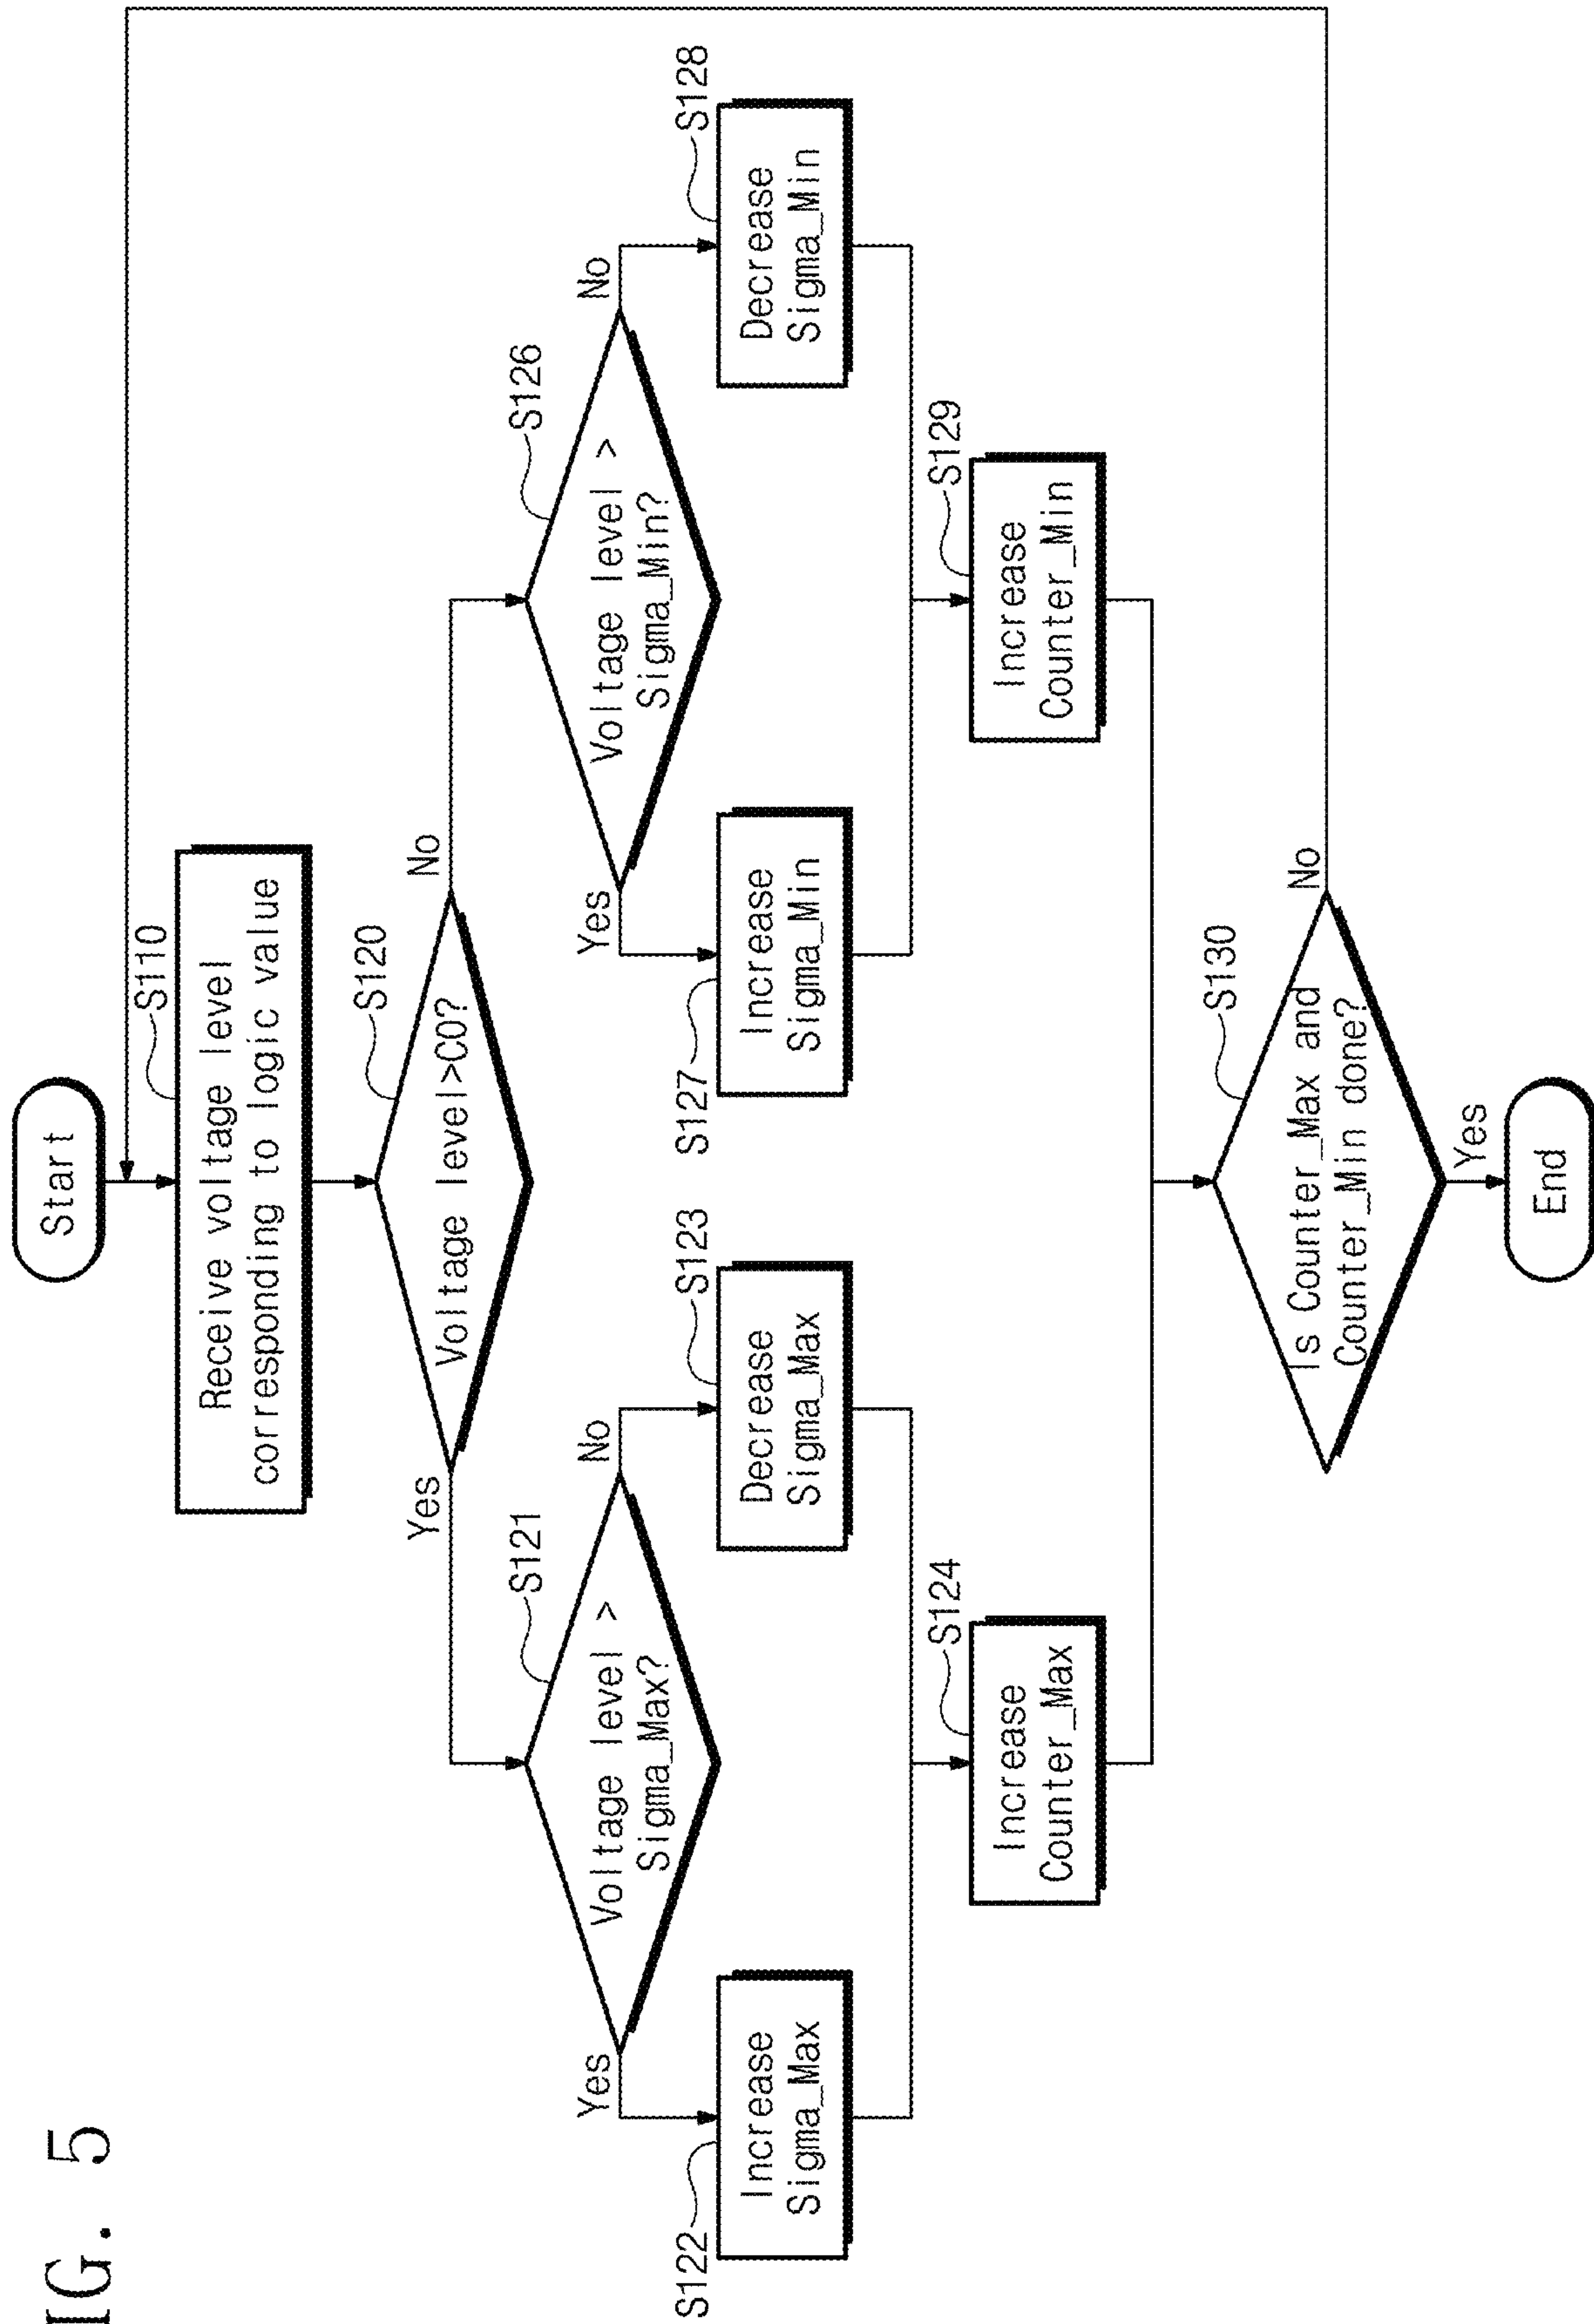 IG. 5
Start
S110
Receive voltage level
corresponding to logic value
S120
Voltage level>C0?
Yes
No
S121
Voltage level >
Sigma_Max?
Yes
No
S126
Voltage level >
Sigma_Min?
Yes
No
S122
Increase
Sigma_Max
S123
Decrease
Sigma_Max
S127
Increase
Sigma_Min
S128
Decrease
Sigma_Min
S124
Increase
Counter_Max
S129
Increase
Counter_Min
S130
Is Counter_Max and
Counter_Min done?
No
Yes
End